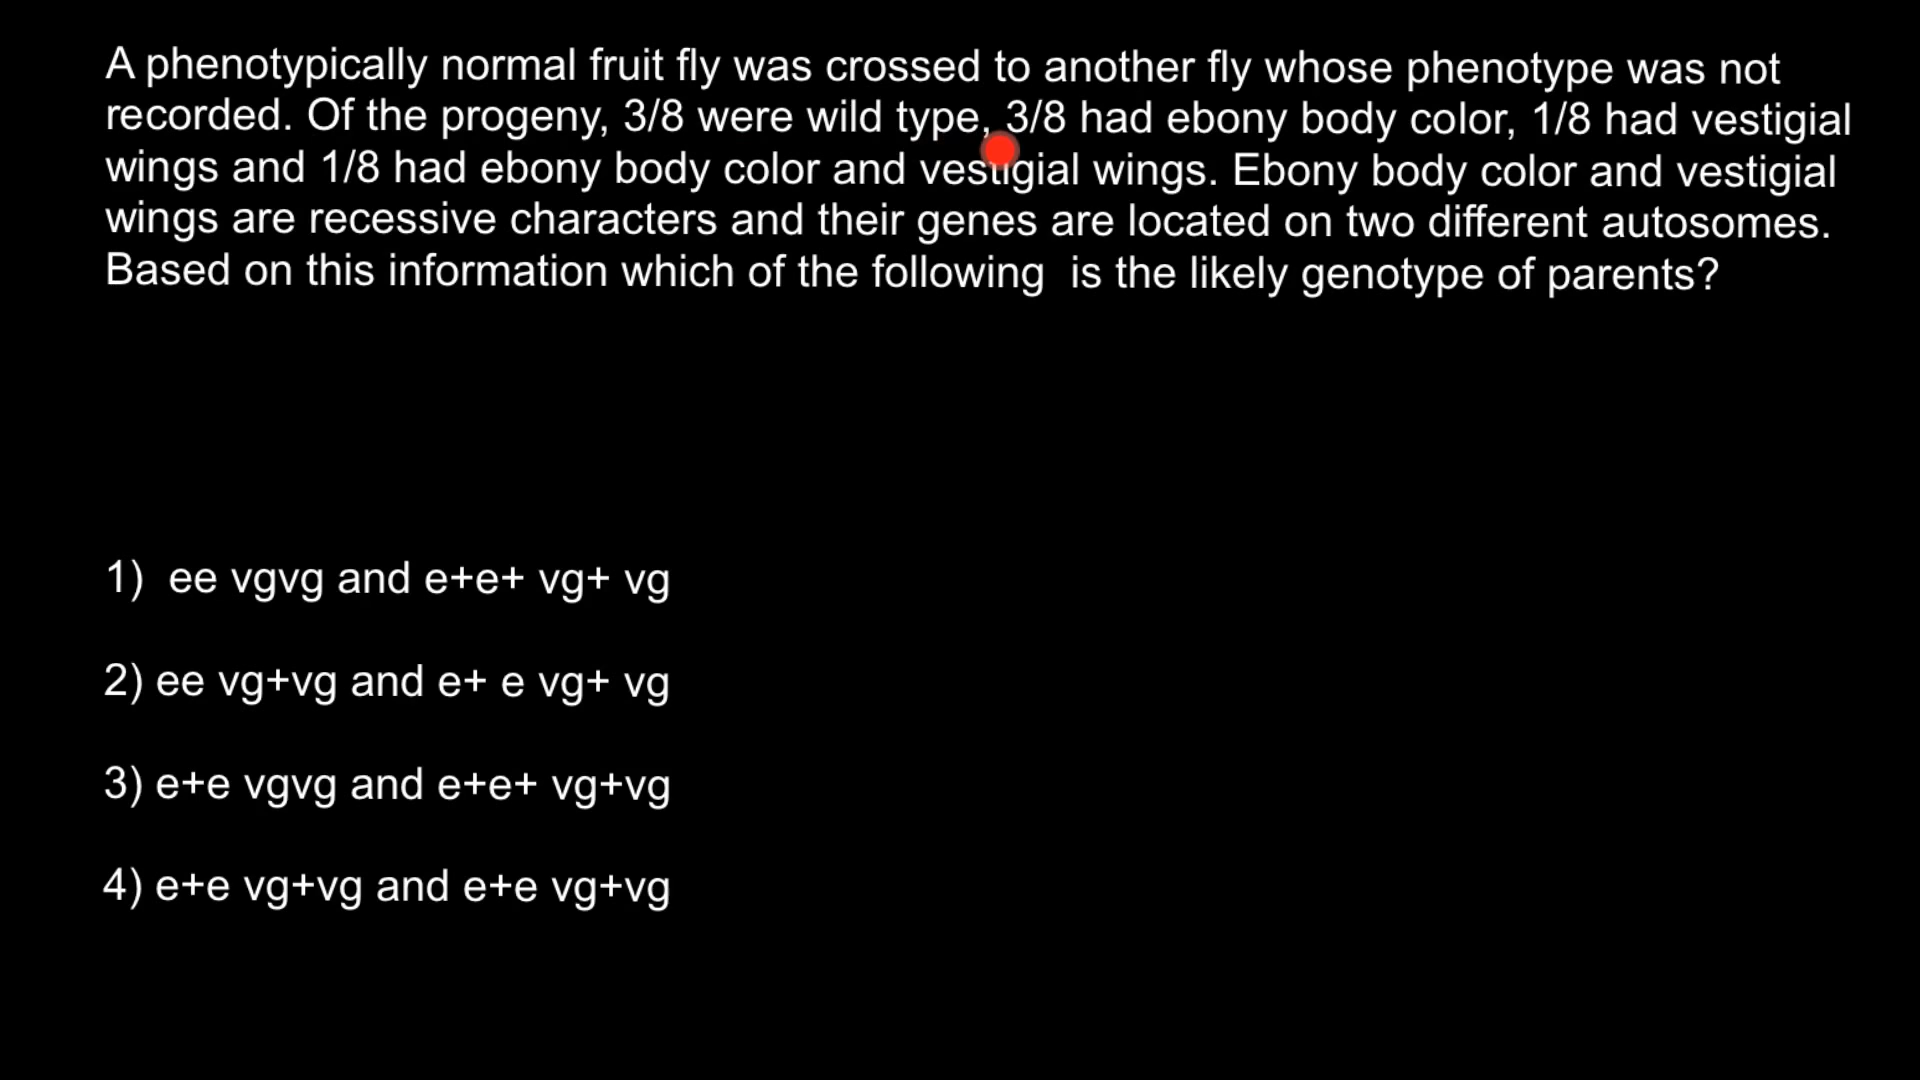 A phenotypically normal fruit fly was crossed to another fly whose phenotype was not
recorded. Of the progeny, 3/8 were wild type, 3/8 had ebony body color, 1/8 had vestigial
wings and 1/8 had ebony body color and vestigial wings. Ebony body color and vestigial
wings are recessive characters and their genes are located on two different autosomes.
Based on this information which of the following  is the likely genotype of parents?
1)  ee vgvg and e+e+ vg+ vg
2) ee vg+vg and e+ e vg+ vg
3) e+e vgvg and e+e+ vg+vg
4) e+e vg+vg and e+e vg+vg